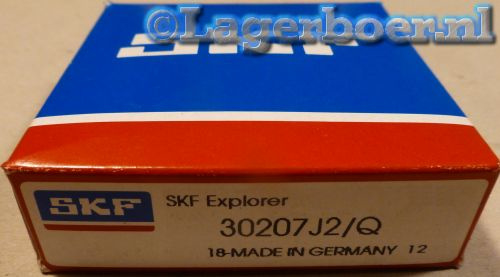 ©Lagerboer.nl
SKF
SKF
SKF Explorer
30207J2/Q
18-MADE IN GERMANY 12